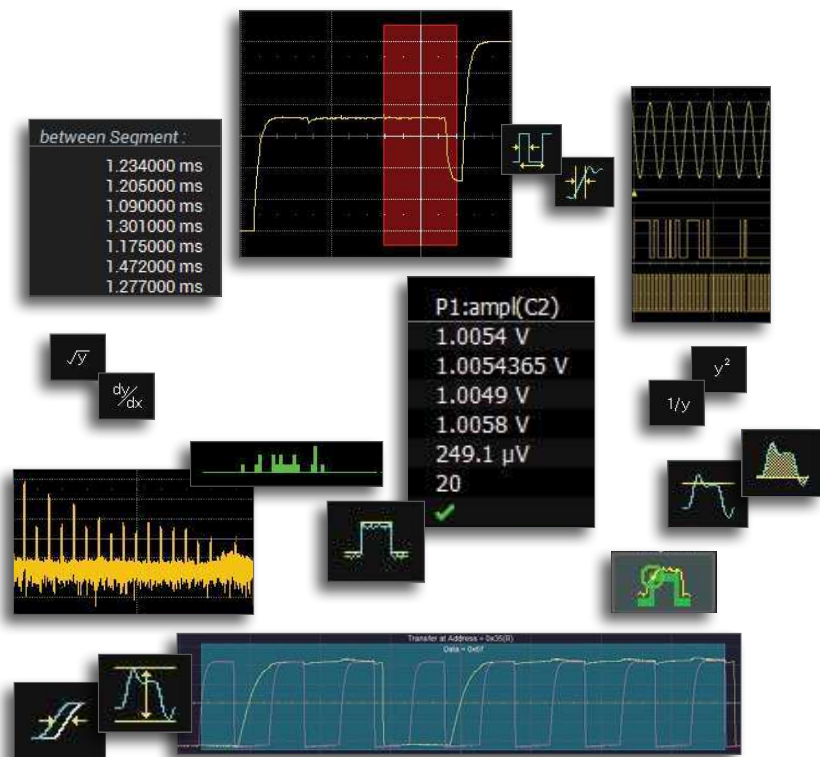 between Segment :
1.234000 ms
1.205000 ms
1.090000 ms
1.301000 ms
1.175000 ms
1.472000 ms
1.277000 ms
P1:ampl(C2)
1.0054 V
1.0054365 V
1.0049 V
1.0058 V
249.1 µV
20
√y
dy/dx
y²
1/y
Transfer at Address = 0x35(R)
Data = 0x6f